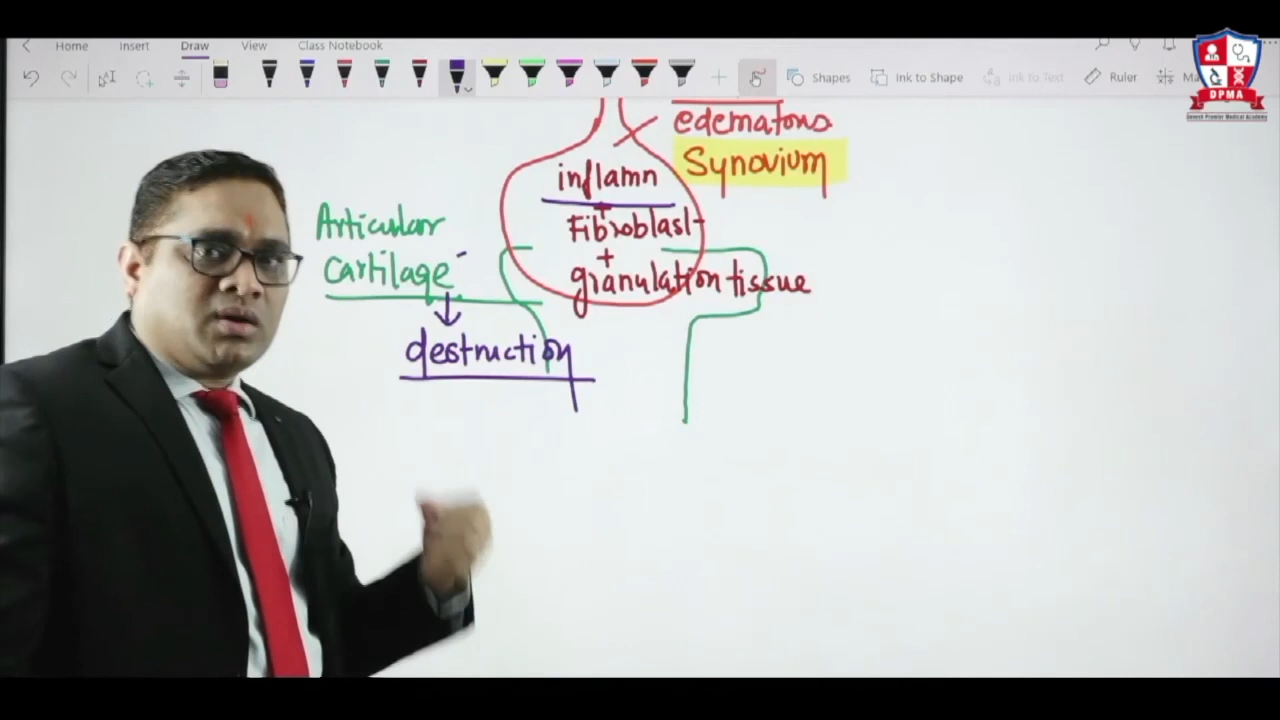 Home Insert Draw View Class Notebook
Shapes Ink to Shape Ink to Text Ruler
DPMA
edematous
Synovium
inflamn
+
Fibroblast
+
granulation tissue
Articular
cartilage
destruction